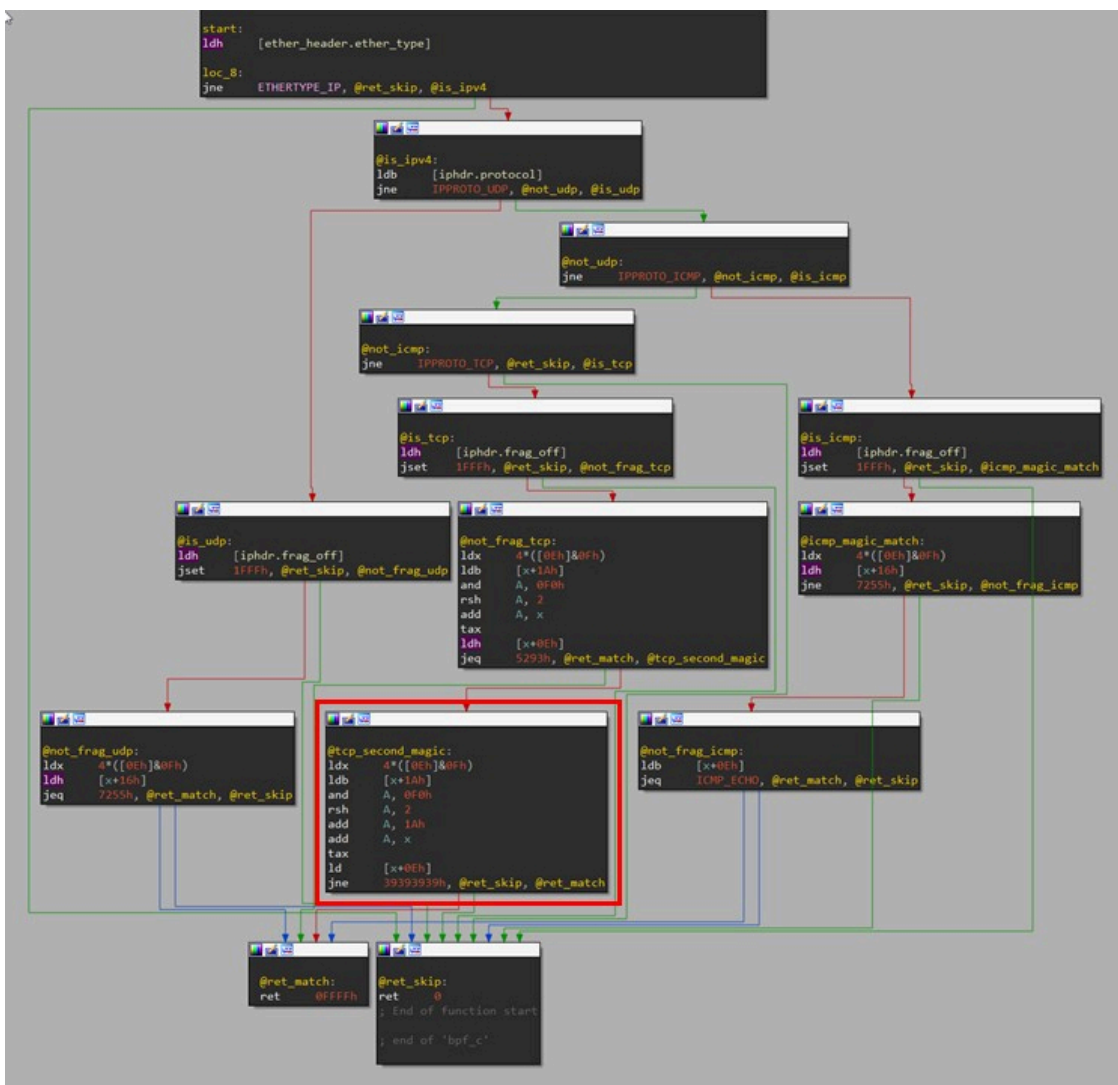 start:
ldh [ether_header.ether_type]
loc_8:
jne ETHERTYPE_IP, @ret_skip, @is_ipv4
@is_ipv4:
ldb [iphdr.protocol]
jne IPPROTO_UDP, @not_udp, @is_udp
@not_udp:
jne IPPROTO_ICMP, @not_icmp, @is_icmp
@not_icmp:
jne IPPROTO_TCP, @ret_skip, @is_tcp
@is_tcp:
ldh [iphdr.frag_off]
jset 1FFFh, @ret_skip, @not_frag_tcp
@is_icmp:
ldh [iphdr.frag_off]
jset 1FFFh, @ret_skip, @icmp_magic_match
@is_udp:
ldh [iphdr.frag_off]
jset 1FFFh, @ret_skip, @not_frag_udp
@not_frag_tcp:
ldx 4*([0Eh]&0Fh)
ldb [x+1Ah]
and A, 0F0h
rsh A, 2
add A, x
tax
ldh [x+0Eh]
jeq 5293h, @ret_match, @tcp_second_magic
@icmp_magic_match:
ldx 4*([0Eh]&0Fh)
ldh [x+16h]
jne 7255h, @ret_skip, @not_frag_icmp
@not_frag_udp:
ldx 4*([0Eh]&0Fh)
ldh [x+16h]
jeq 7255h, @ret_match, @ret_skip
@tcp_second_magic:
ldx 4*([0Eh]&0Fh)
ldb [x+1Ah]
and A, 0F0h
rsh A, 2
add A, 1Ah
add A, x
tax
ld [x+0Eh]
jne 39393939h, @ret_skip, @ret_match
@not_frag_icmp:
ldb [x+0Eh]
jeq ICMP_ECHO, @ret_match, @ret_skip
@ret_match:
ret 0FFFFh
@ret_skip:
ret 0
; End of function start
; end of 'bpf_c'